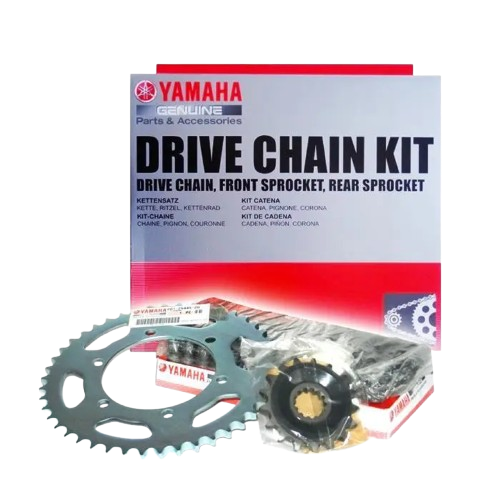 YAMAHA
GENUINE
Parts & Accessories
DRIVE CHAIN KIT
DRIVE CHAIN, FRONT SPROCKET, REAR SPROCKET
KETTENSATZ
KETTE, RITZEL, KETTENRAD
KIT-CHAINE
CHAINE, PIGNON, COURONNE
KIT CATENA
CATENA, PIGNONE, CORONA
KIT DE CADENA
CADENA, PIÑON, CORONA
YAMAHA
YAMAHA